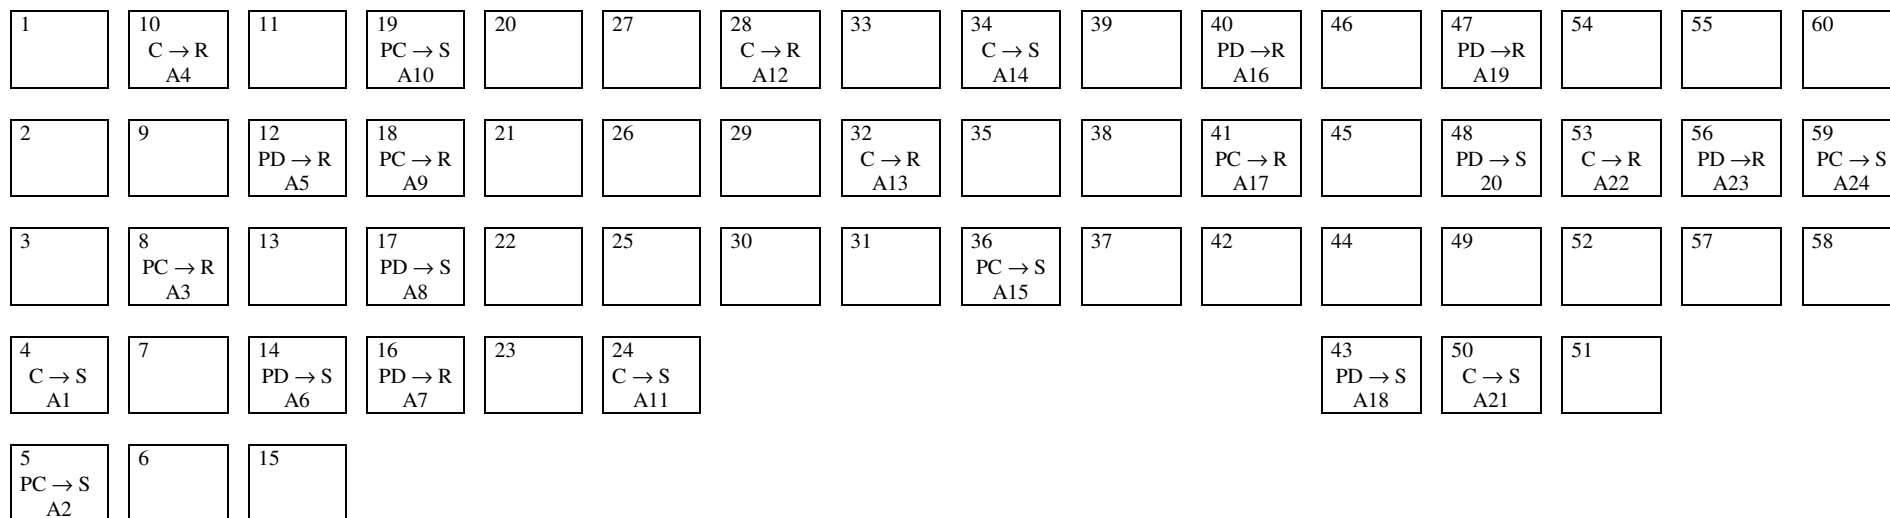 1
10
C → R
A4
11
19
PC → S
A10
20
27
28
C → R
A12
33
34
C → S
A14
39
40
PD →R
A16
46
47
PD →R
A19
54
55
60
2
9
12
PD → R
A5
18
PC → R
A9
21
26
29
32
C → R
A13
35
38
41
PC → R
A17
45
48
PD → S
20
53
C → R
A22
56
PD →R
A23
59
PC → S
A24
3
8
PC → R
A3
13
17
PD → S
A8
22
25
30
31
36
PC → S
A15
37
42
44
49
52
57
58
4
C → S
A1
7
14
PD → S
A6
16
PD → R
A7
23
24
C → S
A11
43
PD → S
A18
50
C → S
A21
51
5
PC → S
A2
6
15